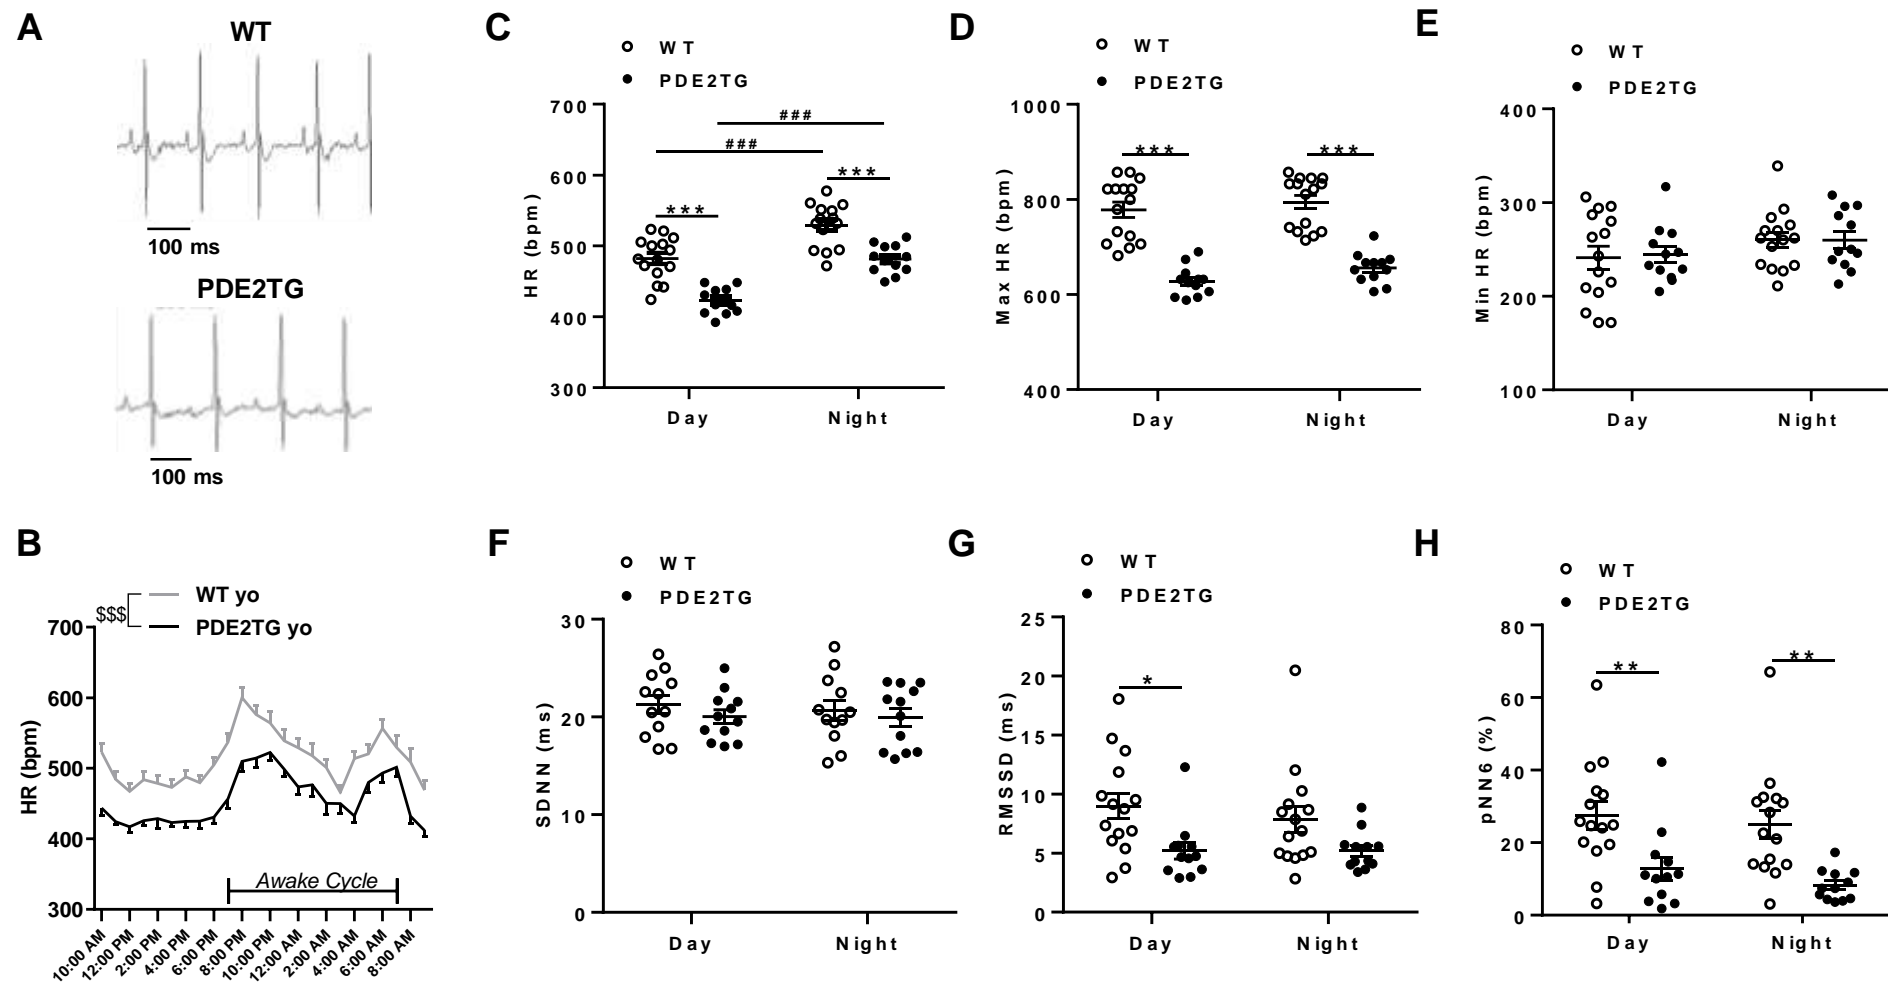 A
WT
100 ms
PDE2TG
100 ms
B
$$$
WT yo
PDE2TG yo
HR (bpm)
700
600
500
400
300
Awake Cycle
10:00 AM
12:00 PM
2:00 PM
4:00 PM
6:00 PM
8:00 PM
10:00 PM
12:00 AM
2:00 AM
4:00 AM
6:00 AM
8:00 AM
C
WT
PDE2TG
HR (bpm)
700
600
500
400
300
###
###
***
***
Day
Night
D
WT
PDE2TG
Max HR (bpm)
1000
800
600
400
***
***
Day
Night
E
WT
PDE2TG
Min HR (bpm)
400
300
200
100
Day
Night
F
WT
PDE2TG
SDNN (ms)
30
20
10
0
Day
Night
G
WT
PDE2TG
RMSSD (ms)
25
20
15
10
5
0
*
Day
Night
H
WT
PDE2TG
pNN6 (%)
80
60
40
20
0
**
**
Day
Night